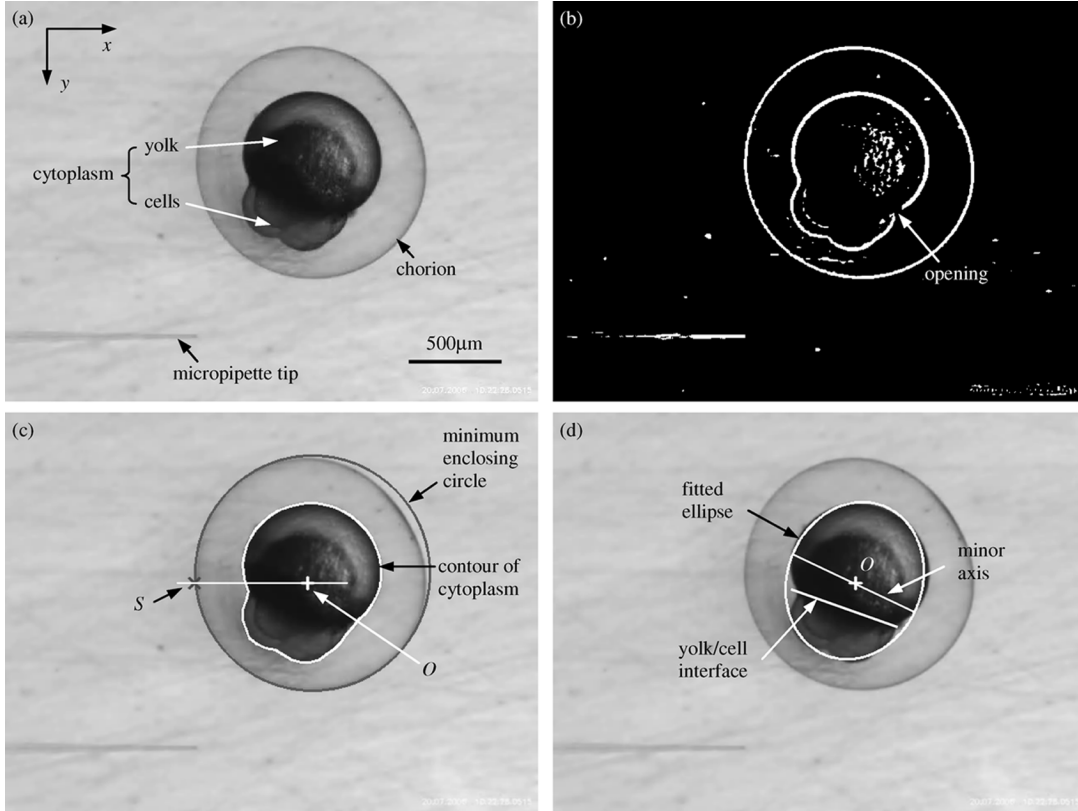 (a)
x
y
yolk
cytoplasm
cells
chorion
500μm
micropipette tip
(b)
opening
(c)
minimum
enclosing
circle
contour of
cytoplasm
S
O
(d)
fitted
ellipse
O
minor
axis
yolk/cell
interface